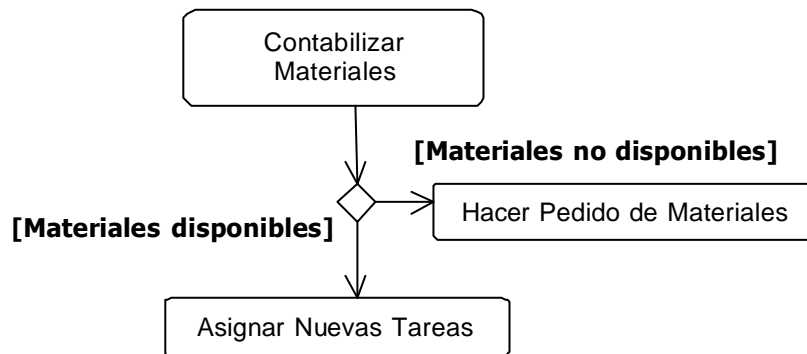 Contabilizar
Materiales
[Materiales no disponibles]
Hacer Pedido de Materiales
[Materiales disponibles]
Asignar Nuevas Tareas